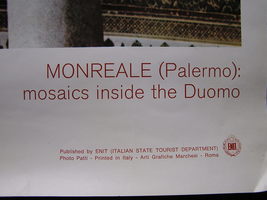 MONREALE (Palermo):
mosaics inside the Duomo
Published by ENIT (ITALIAN STATE TOURIST DEPARTMENT)
Photo Patti - Printed in Italy - Arti Grafiche Marchesi - Roma
ENIT